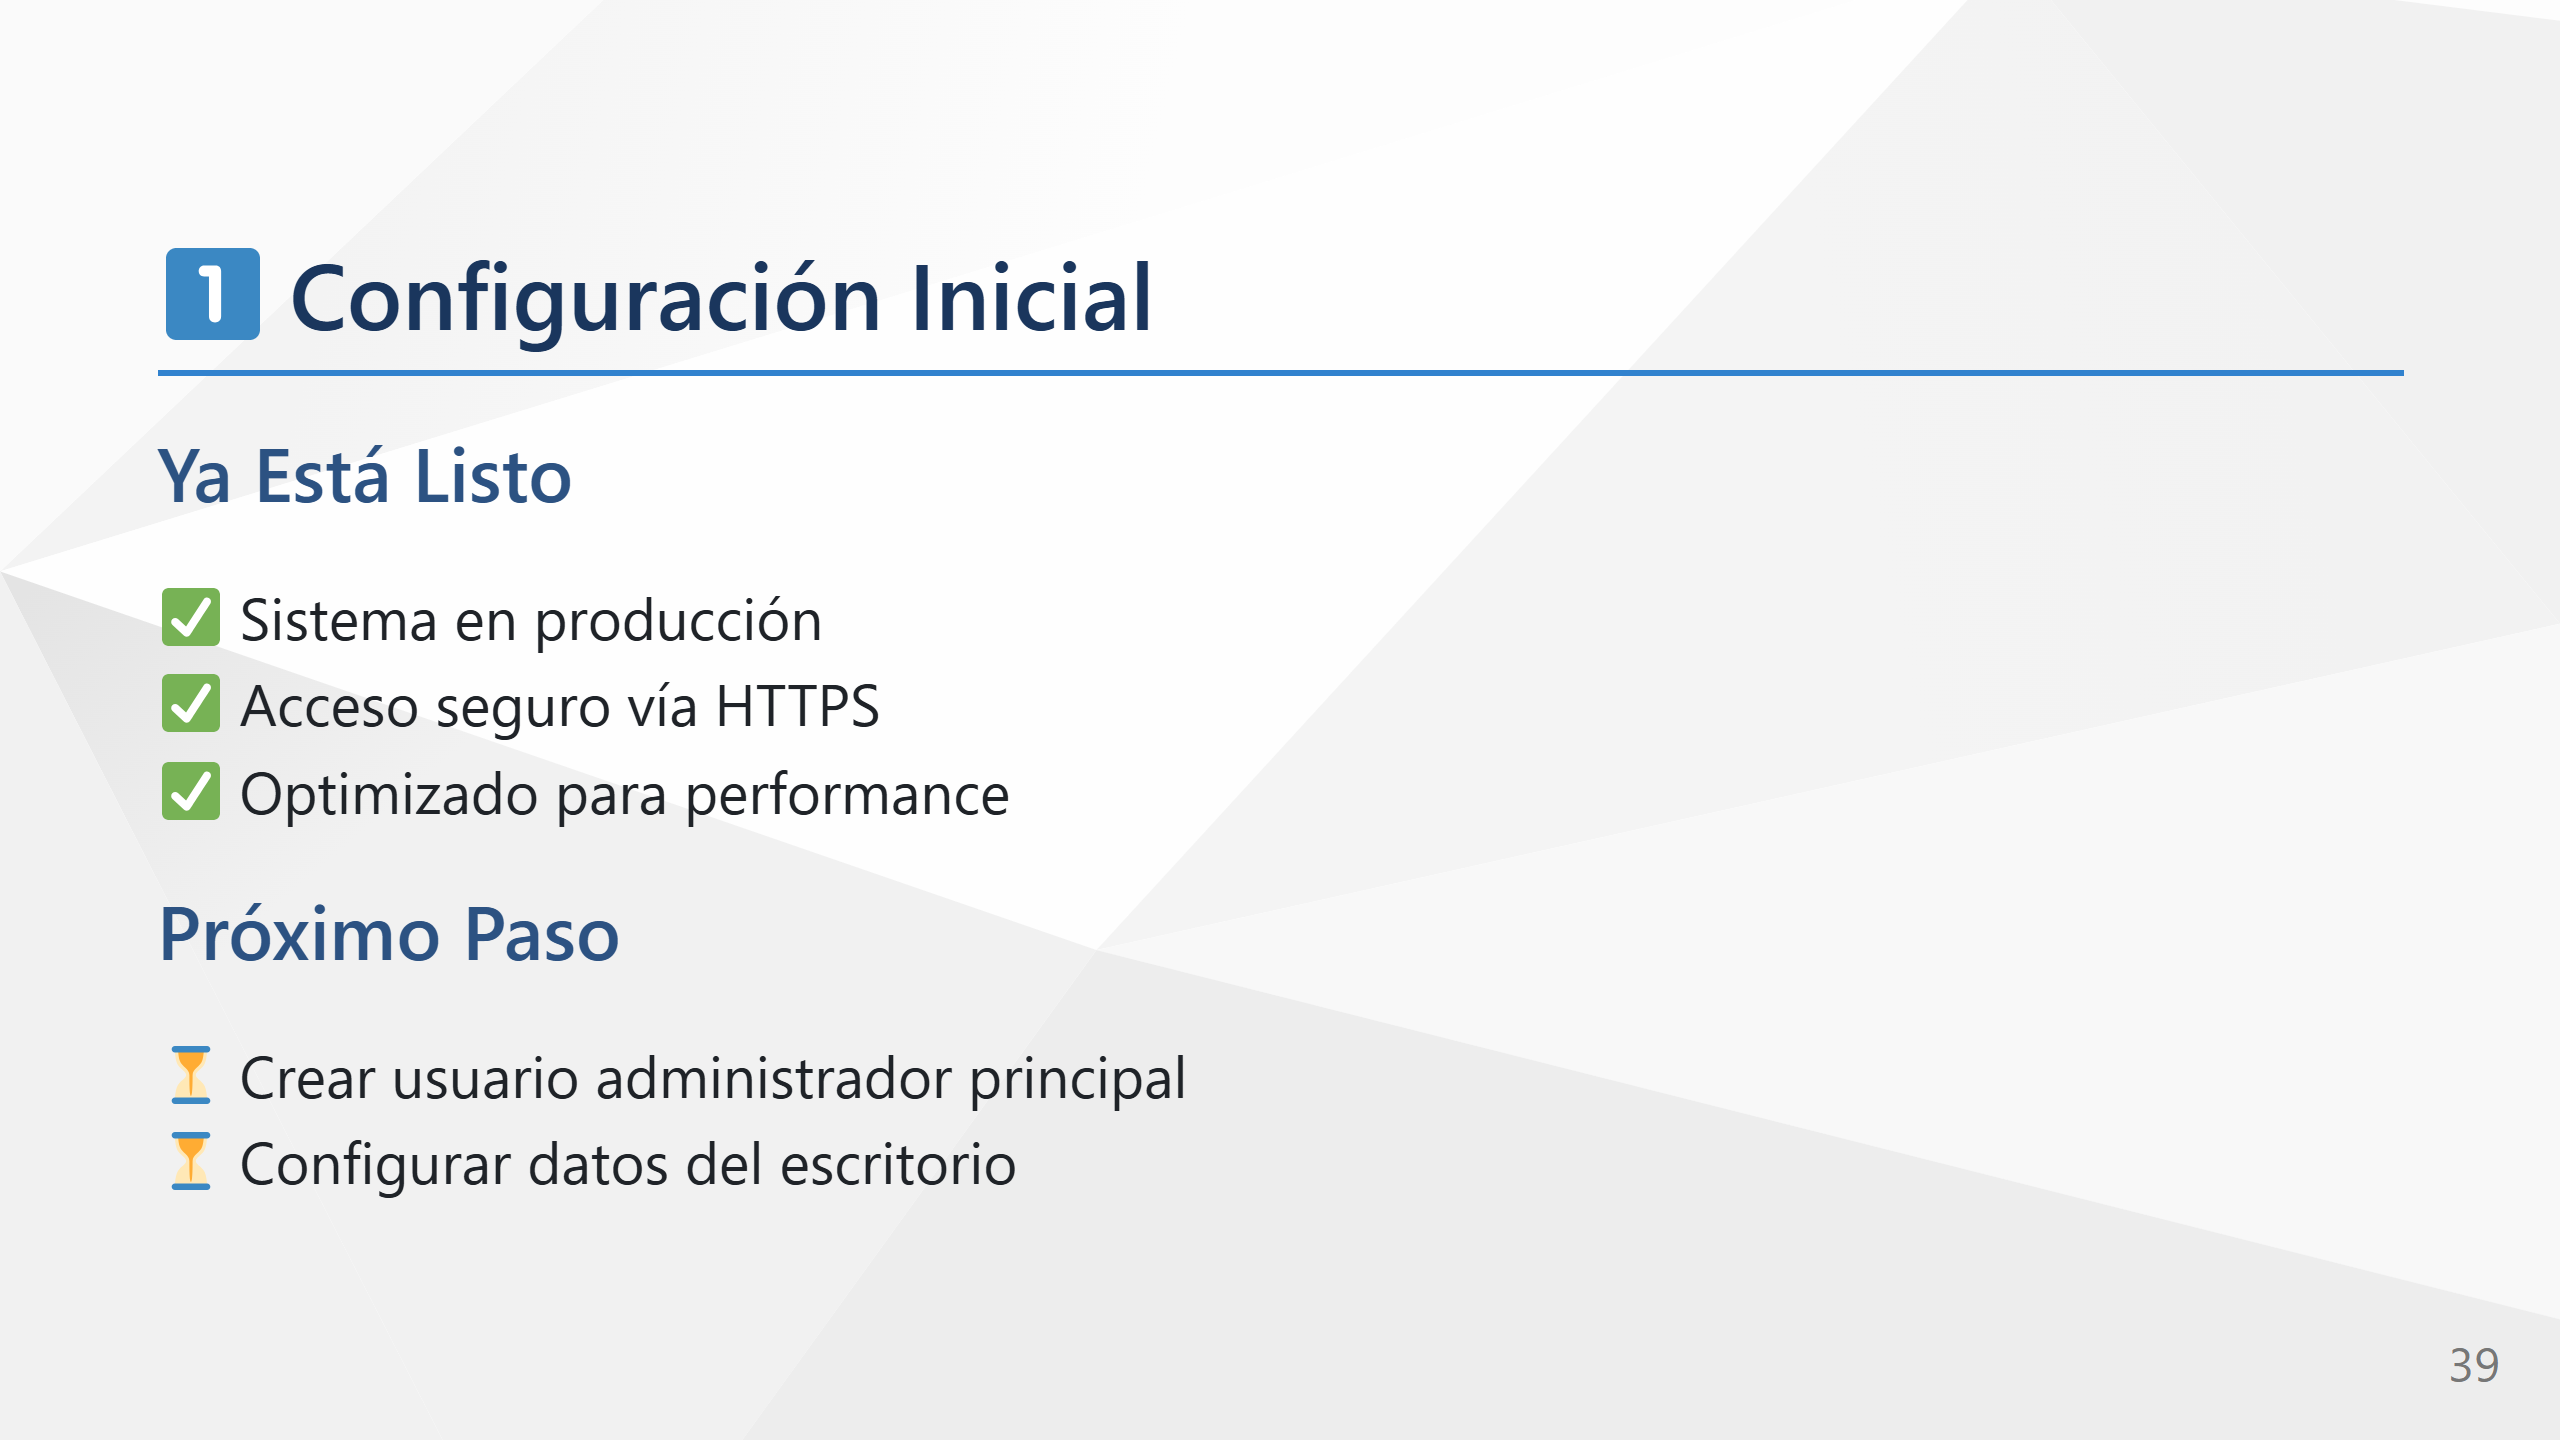 1 Configuración Inicial
Ya Está Listo
✅ Sistema en producción
✅ Acceso seguro vía HTTPS
✅ Optimizado para performance
Próximo Paso
⏳ Crear usuario administrador principal
⏳ Configurar datos del escritorio
39